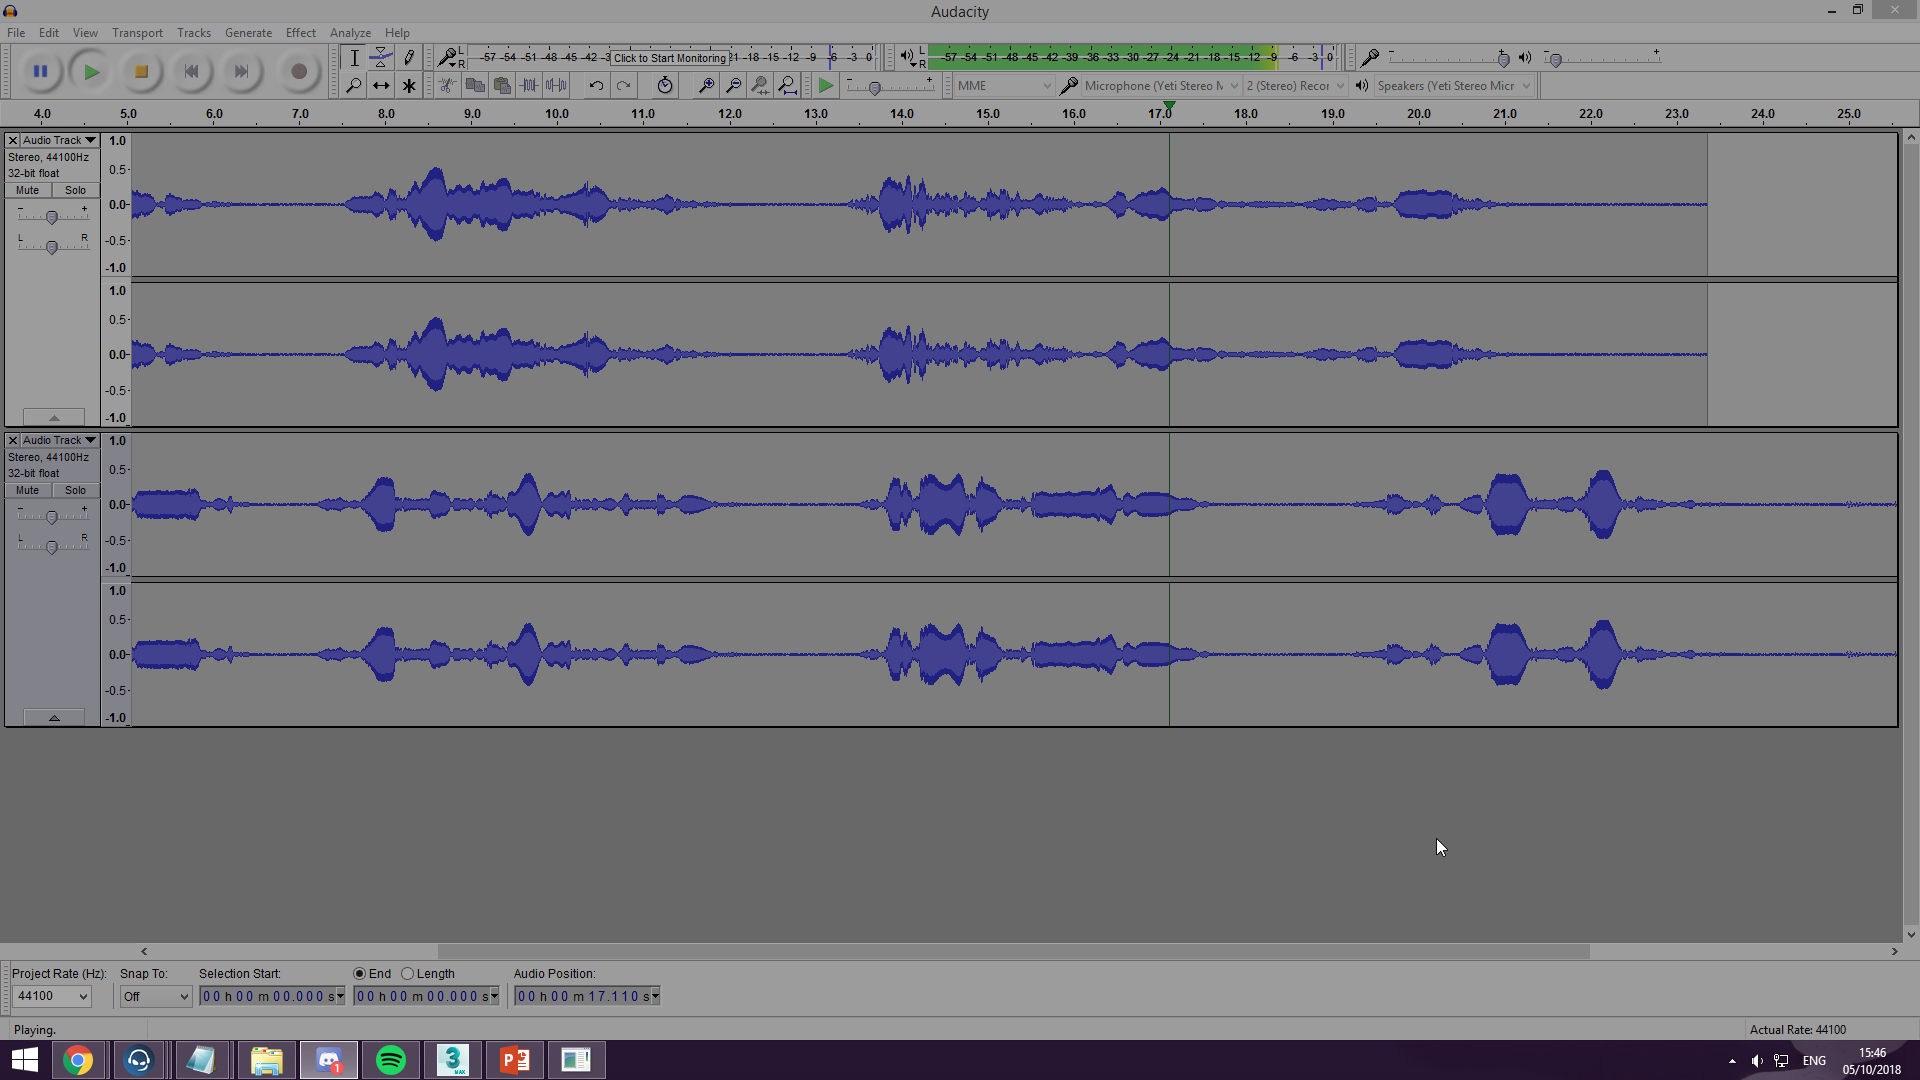 Audacity
File Edit View Transport Tracks Generate Effect Analyze Help
L R -57 -54 -51 -48 -45 -42 Click to Start Monitoring -18 -15 -12 -9 -6 -3 0 L R -57 -54 -51 -48 -45 -42 -39 -36 -33 -30 -27 -24 -21 -18 -15 -12 -9 -6 -3 0 - + - +
- + MME Microphone (Yeti Stereo M 2 (Stereo) Recor Speakers (Yeti Stereo Micr
4.0 5.0 6.0 7.0 8.0 9.0 10.0 11.0 12.0 13.0 14.0 15.0 16.0 17.0 18.0 19.0 20.0 21.0 22.0 23.0 24.0 25.0
X Audio Track 1.0
Stereo, 44100Hz
32-bit float 0.5
Mute Solo
- + 0.0
L R -0.5
-1.0
1.0
0.5
0.0
-0.5
-1.0
X Audio Track 1.0
Stereo, 44100Hz
32-bit float 0.5
Mute Solo
- + 0.0
L R -0.5
-1.0
1.0
0.5
0.0
-0.5
-1.0
Project Rate (Hz): Snap To: Selection Start: End Length Audio Position:
44100 Off 00 h 00 m 00.000 s 00 h 00 m 00.000 s 00 h 00 m 17.110 s
Playing. Actual Rate: 44100
1 3 MAX P ENG 15:46
05/10/2018